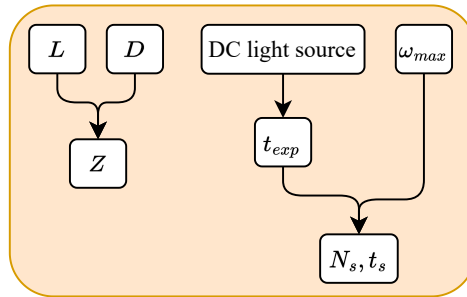 L D DC light source ω_max
t_exp
Z
N_s, t_s